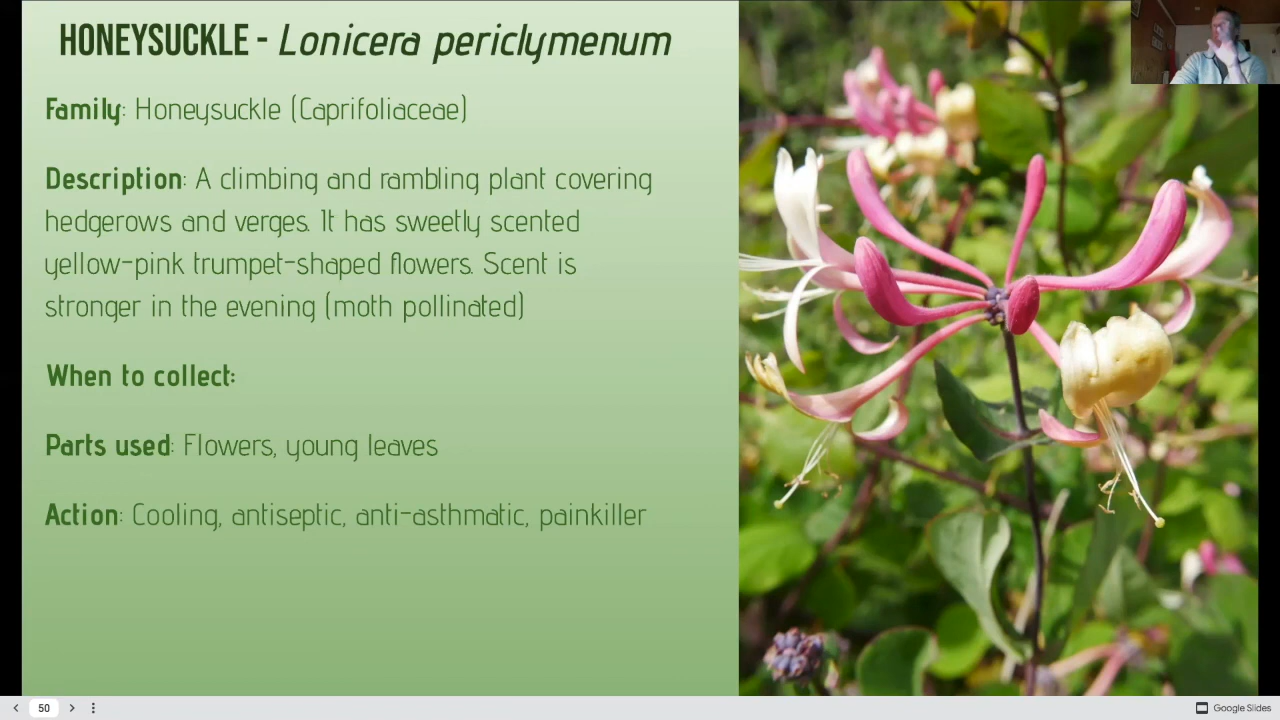 HONEYSUCKLE - Lonicera periclymenum
Family: Honeysuckle (Caprifoliaceae)
Description: A climbing and rambling plant covering
hedgerows and verges. It has sweetly scented
yellow-pink trumpet-shaped flowers. Scent is
stronger in the evening (moth pollinated)
When to collect:
Parts used: Flowers, young leaves
Action: Cooling, antiseptic, anti-asthmatic, painkiller
50
Google Slides